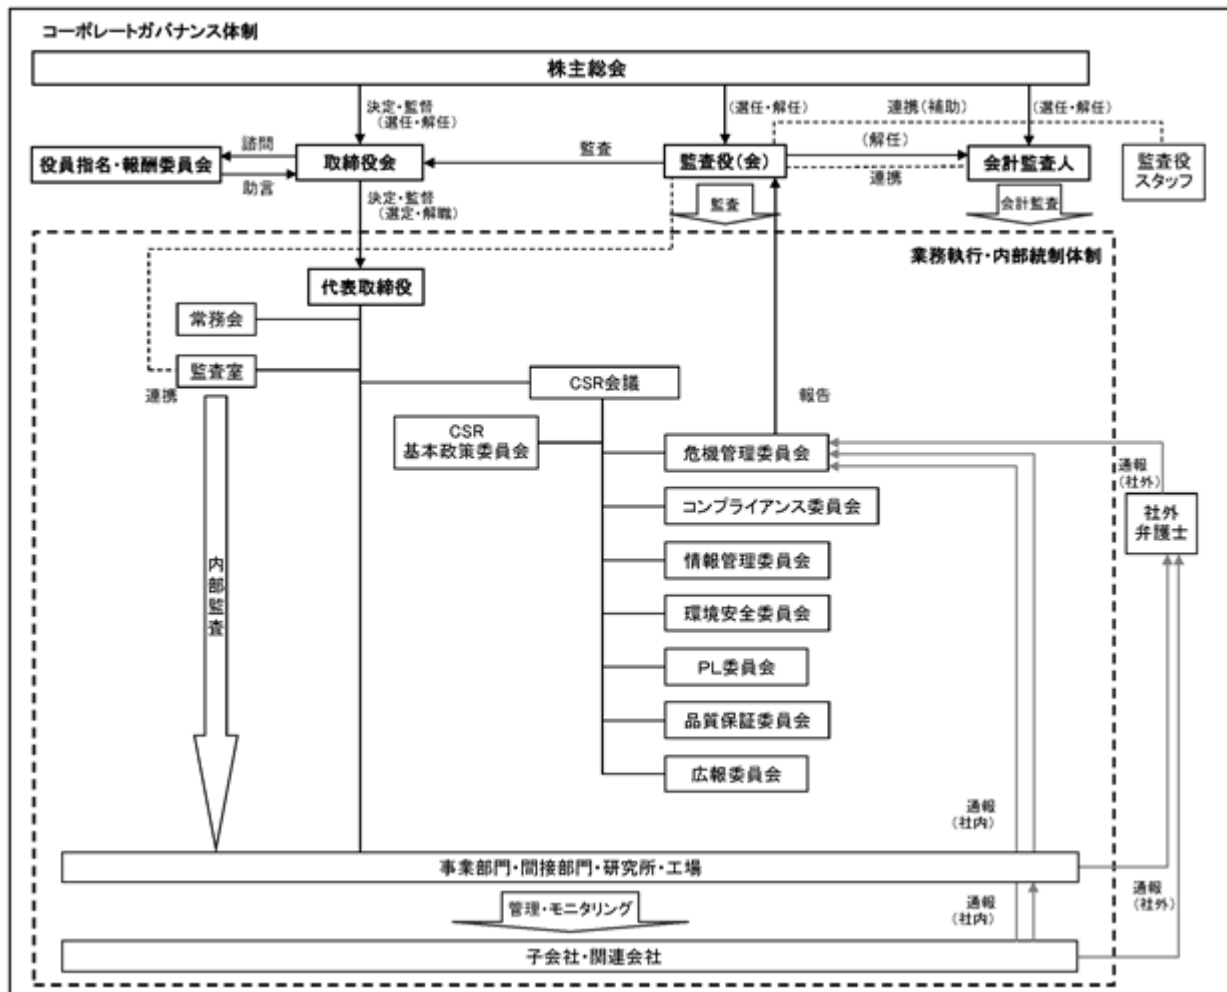 コーポレートガバナンス体制
株主総会
決定・監督
(選任・解任)
(選任・解任)
連携(補助)
(選任・解任)
諮問
役員指名・報酬委員会
助言
取締役会
監査
監査役(会)
(解任)
連携
会計監査人
監査役
スタッフ
決定・監督
(選定・解職)
監査
会計監査
業務執行・内部統制体制
代表取締役
常務会
監査室
連携
CSR会議
報告
CSR
基本政策委員会
危機管理委員会
通報
(社外)
コンプライアンス委員会
社外
弁護士
情報管理委員会
内部監査
環境安全委員会
PL委員会
品質保証委員会
広報委員会
通報
(社内)
事業部門・間接部門・研究所・工場
管理・モニタリング
通報
(社内)
通報
(社外)
子会社・関連会社